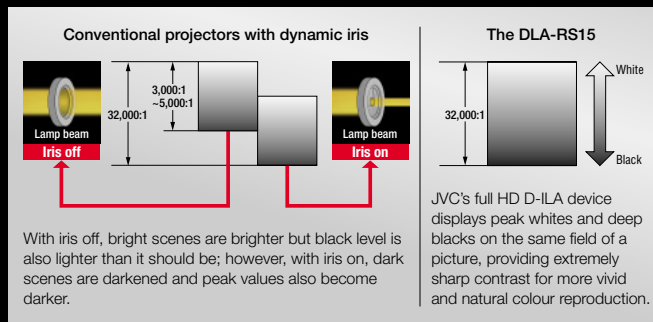 Conventional projectors with dynamic iris
3,000:1
~5,000:1
32,000:1
Lamp beam
Iris off
Lamp beam
Iris on
With iris off, bright scenes are brighter but black level is
also lighter than it should be; however, with iris on, dark
scenes are darkened and peak values also become
darker.
The DLA-RS15
White
32,000:1
Black
JVC's full HD D-ILA device
displays peak whites and deep
blacks on the same field of a
picture, providing extremely
sharp contrast for more vivid
and natural colour reproduction.